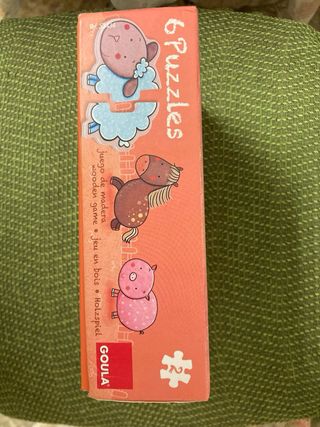 6 Puzzles
juego de madera
wooden game • jeu en bois • Holzspiel
GOULA
2